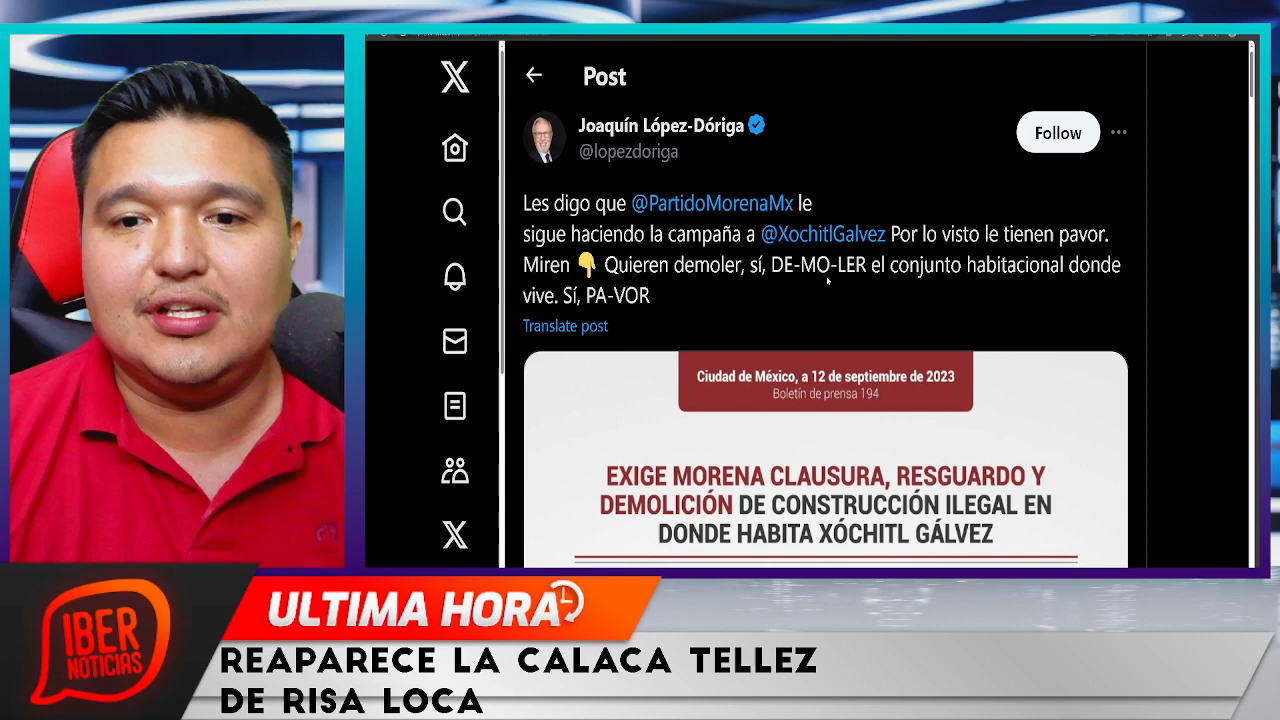 Post
Joaquín López-Dóriga
@lopezdoriga
Follow
Les digo que @PartidoMorenaMx le
sigue haciendo la campaña a @XochitlGalvez Por lo visto le tienen pavor.
Miren 👇 Quieren demoler, sí, DE-MO-LER el conjunto habitacional donde
vive. Sí, PA-VOR
Translate post
Ciudad de México, a 12 de septiembre de 2023
Boletín de prensa 194
EXIGE MORENA CLAUSURA, RESGUARDO Y
DEMOLICIÓN DE CONSTRUCCIÓN ILEGAL EN
DONDE HABITA XÓCHITL GÁLVEZ
IBER
NOTICIAS
ULTIMA HORA
REAPARECE LA CALACA TELLEZ
DE RISA LOCA